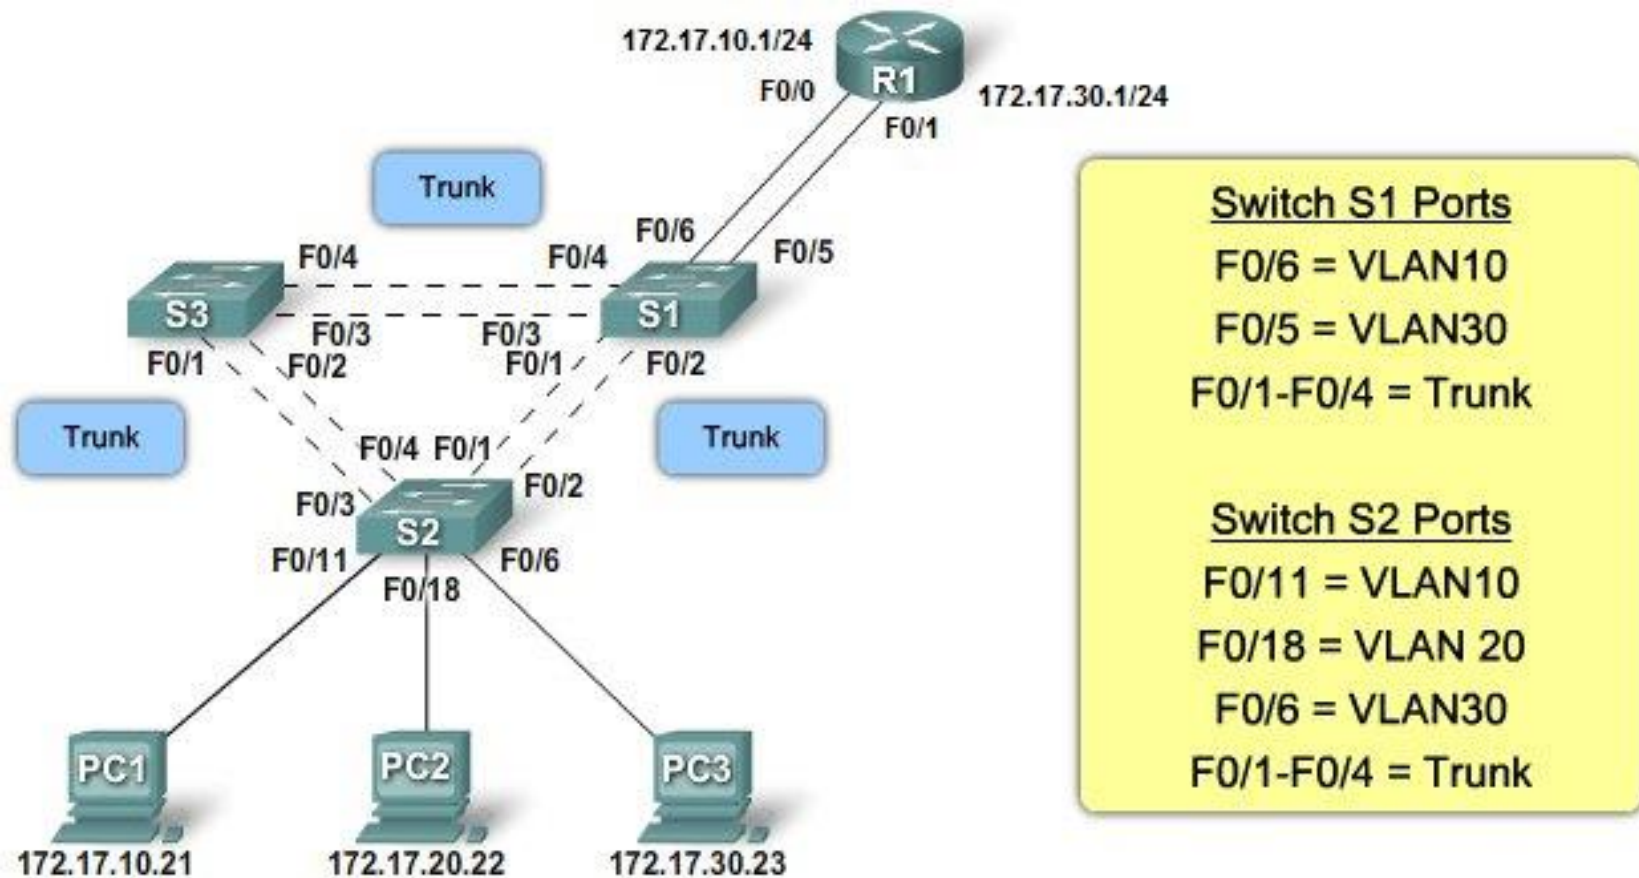 172.17.10.1/24
R1
F0/0
172.17.30.1/24
F0/1
Trunk
F0/6
F0/5
F0/4
F0/4
S3
S1
F0/3
F0/3
F0/1
F0/2
F0/1
F0/2
Trunk
Trunk
F0/4
F0/1
F0/3
F0/2
S2
F0/11
F0/18
F0/6
PC1
PC2
PC3
172.17.10.21
172.17.20.22
172.17.30.23
Switch S1 Ports
F0/6 = VLAN10
F0/5 = VLAN30
F0/1-F0/4 = Trunk
Switch S2 Ports
F0/11 = VLAN10
F0/18 = VLAN 20
F0/6 = VLAN30
F0/1-F0/4 = Trunk